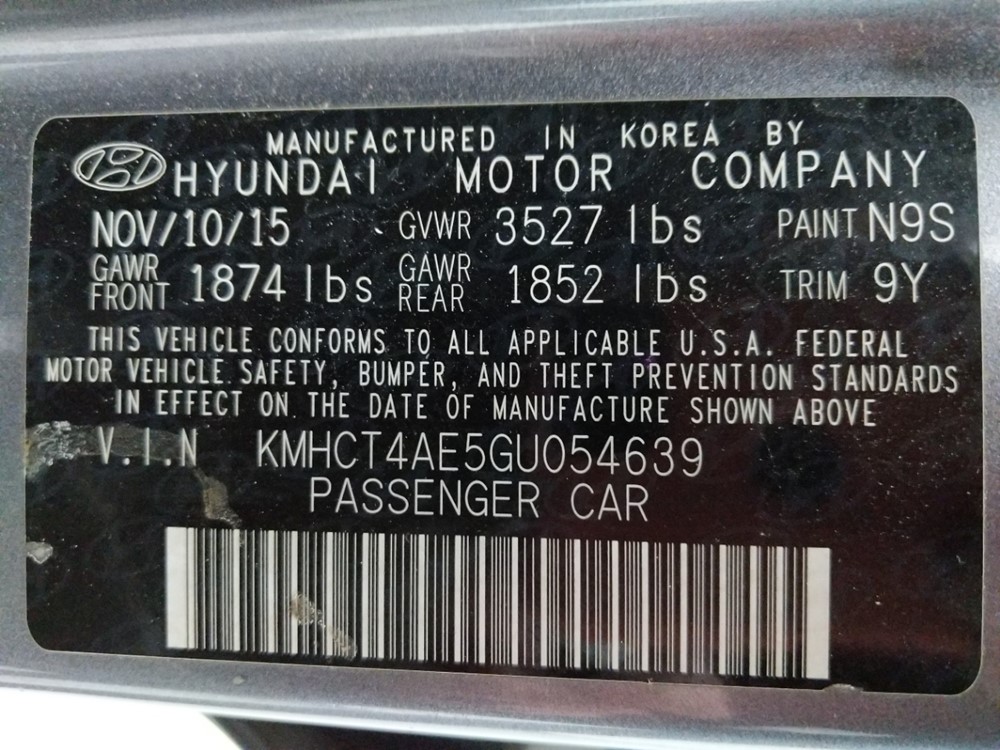 MANUFACTURED IN KOREA BY
HYUNDAI MOTOR COMPANY
NOV/10/15 GVWR 3527 lbs PAINT N9S
GAWR FRONT 1874 lbs GAWR REAR 1852 lbs TRIM 9Y
THIS VEHICLE CONFORMS TO ALL APPLICABLE U.S.A. FEDERAL
MOTOR VEHICLE SAFETY, BUMPER, AND THEFT PREVENTION STANDARDS
IN EFFECT ON THE DATE OF MANUFACTURE SHOWN ABOVE
V.I.N KMHCT4AE5GU054639
PASSENGER CAR